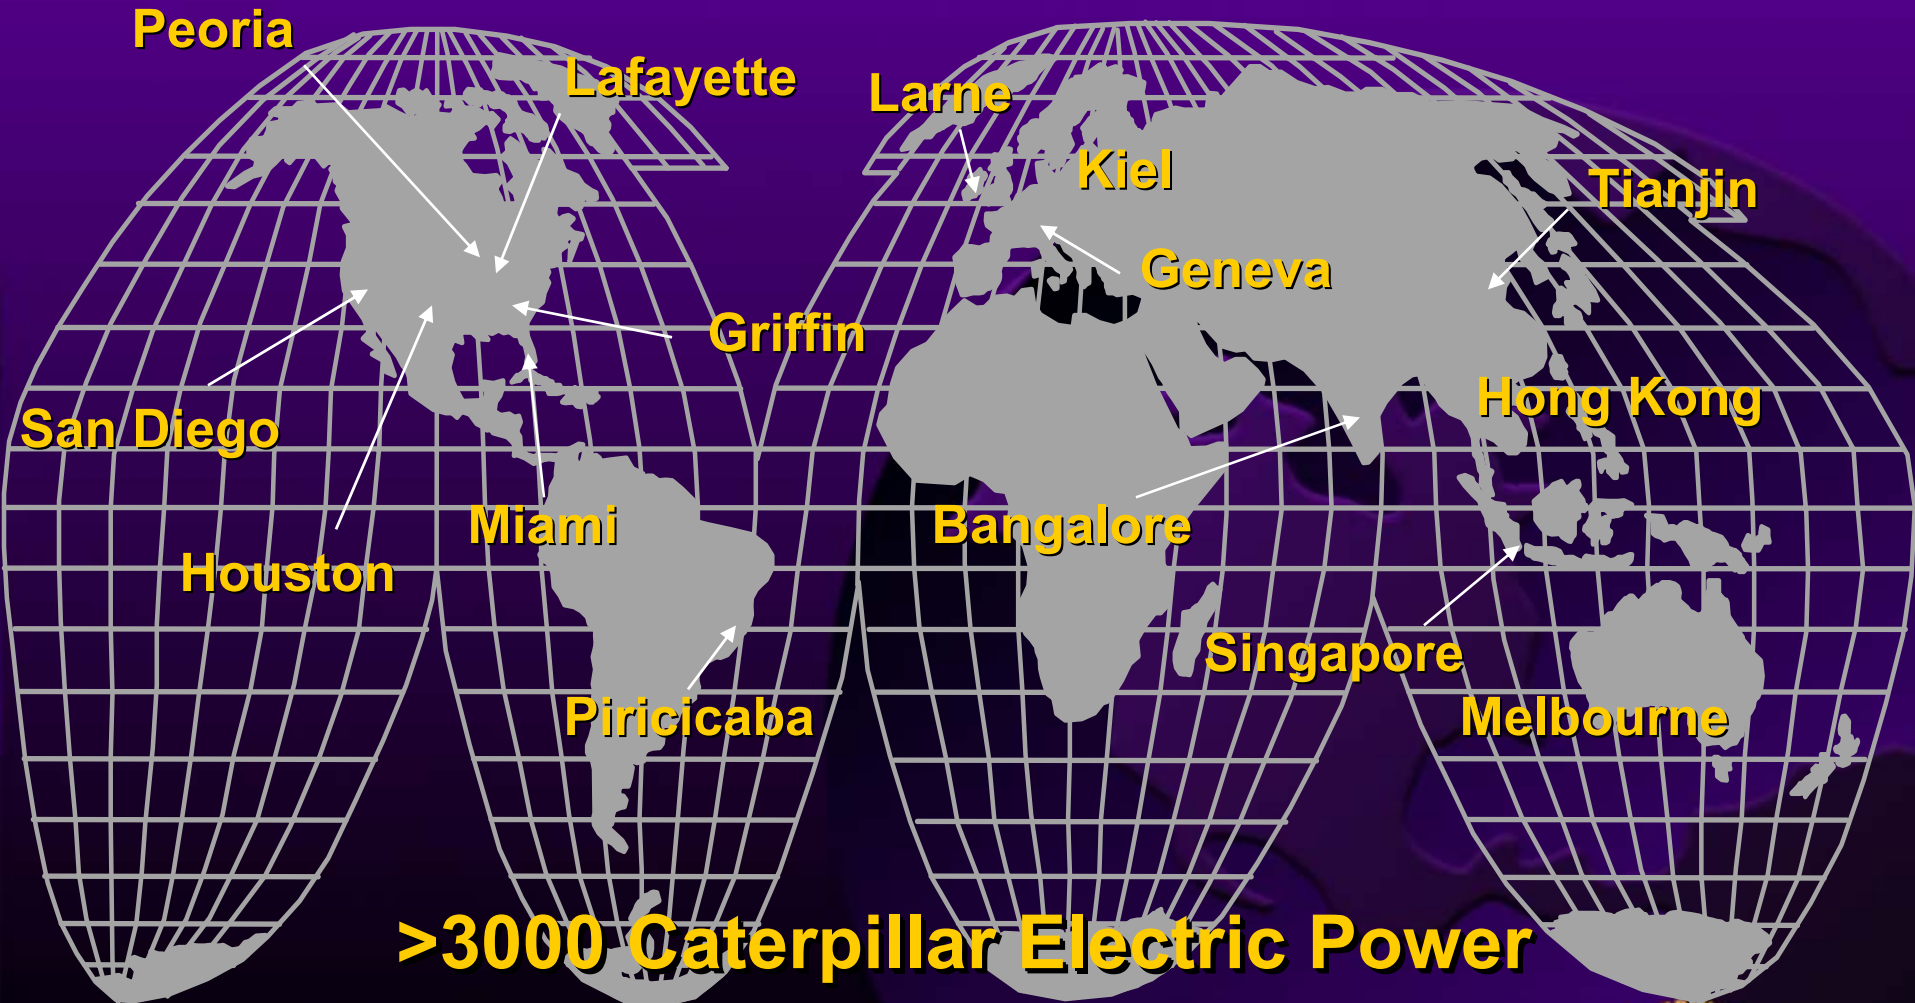 Peoria
Lafayette
Larne
Kiel
Tianjin
Geneva
Griffin
Hong Kong
San Diego
Miami
Bangalore
Houston
Singapore
Piricicaba
Melbourne
>3000 Caterpillar Electric Power